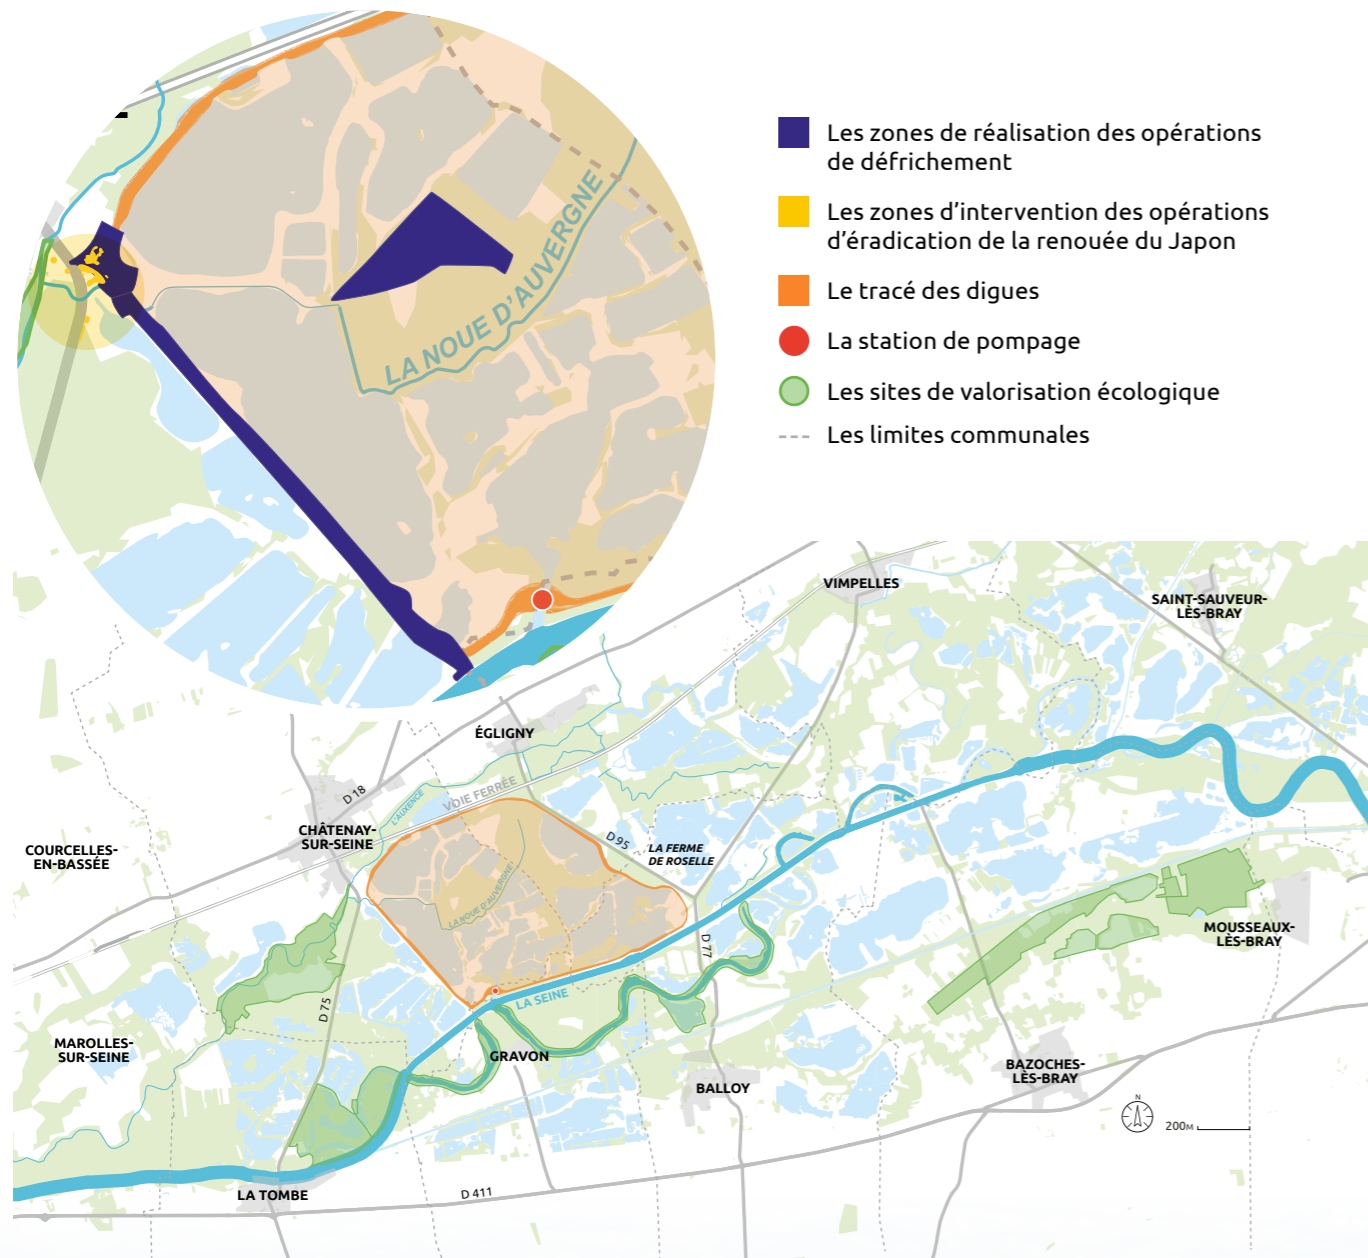 LA NOUE D'AUVERGNE
Les zones de réalisation des opérations
de défrichement
Les zones d'intervention des opérations
d'éradication de la renouée du Japon
Le tracé des digues
La station de pompage
Les sites de valorisation écologique
Les limites communales
VIMPELLES
SAINT-SAUVEUR-
LÈS-BRAY
ÉGLIGNY
D 18
L'AUXENCE
VOIE FERRÉE
CHÂTENAY-
SUR-SEINE
D 95
LA FERME
DE ROSELLE
COURCELLES-
EN-BASSÉE
LA NOUE D'AUVERGNE
MOUSSEAUX-
LÈS-BRAY
D 77
LA SEINE
D 75
MAROLLES-
SUR-SEINE
GRAVON
BALLOY
BAZOCHES-
LÈS-BRAY
N
200M
LA TOMBE
D 411